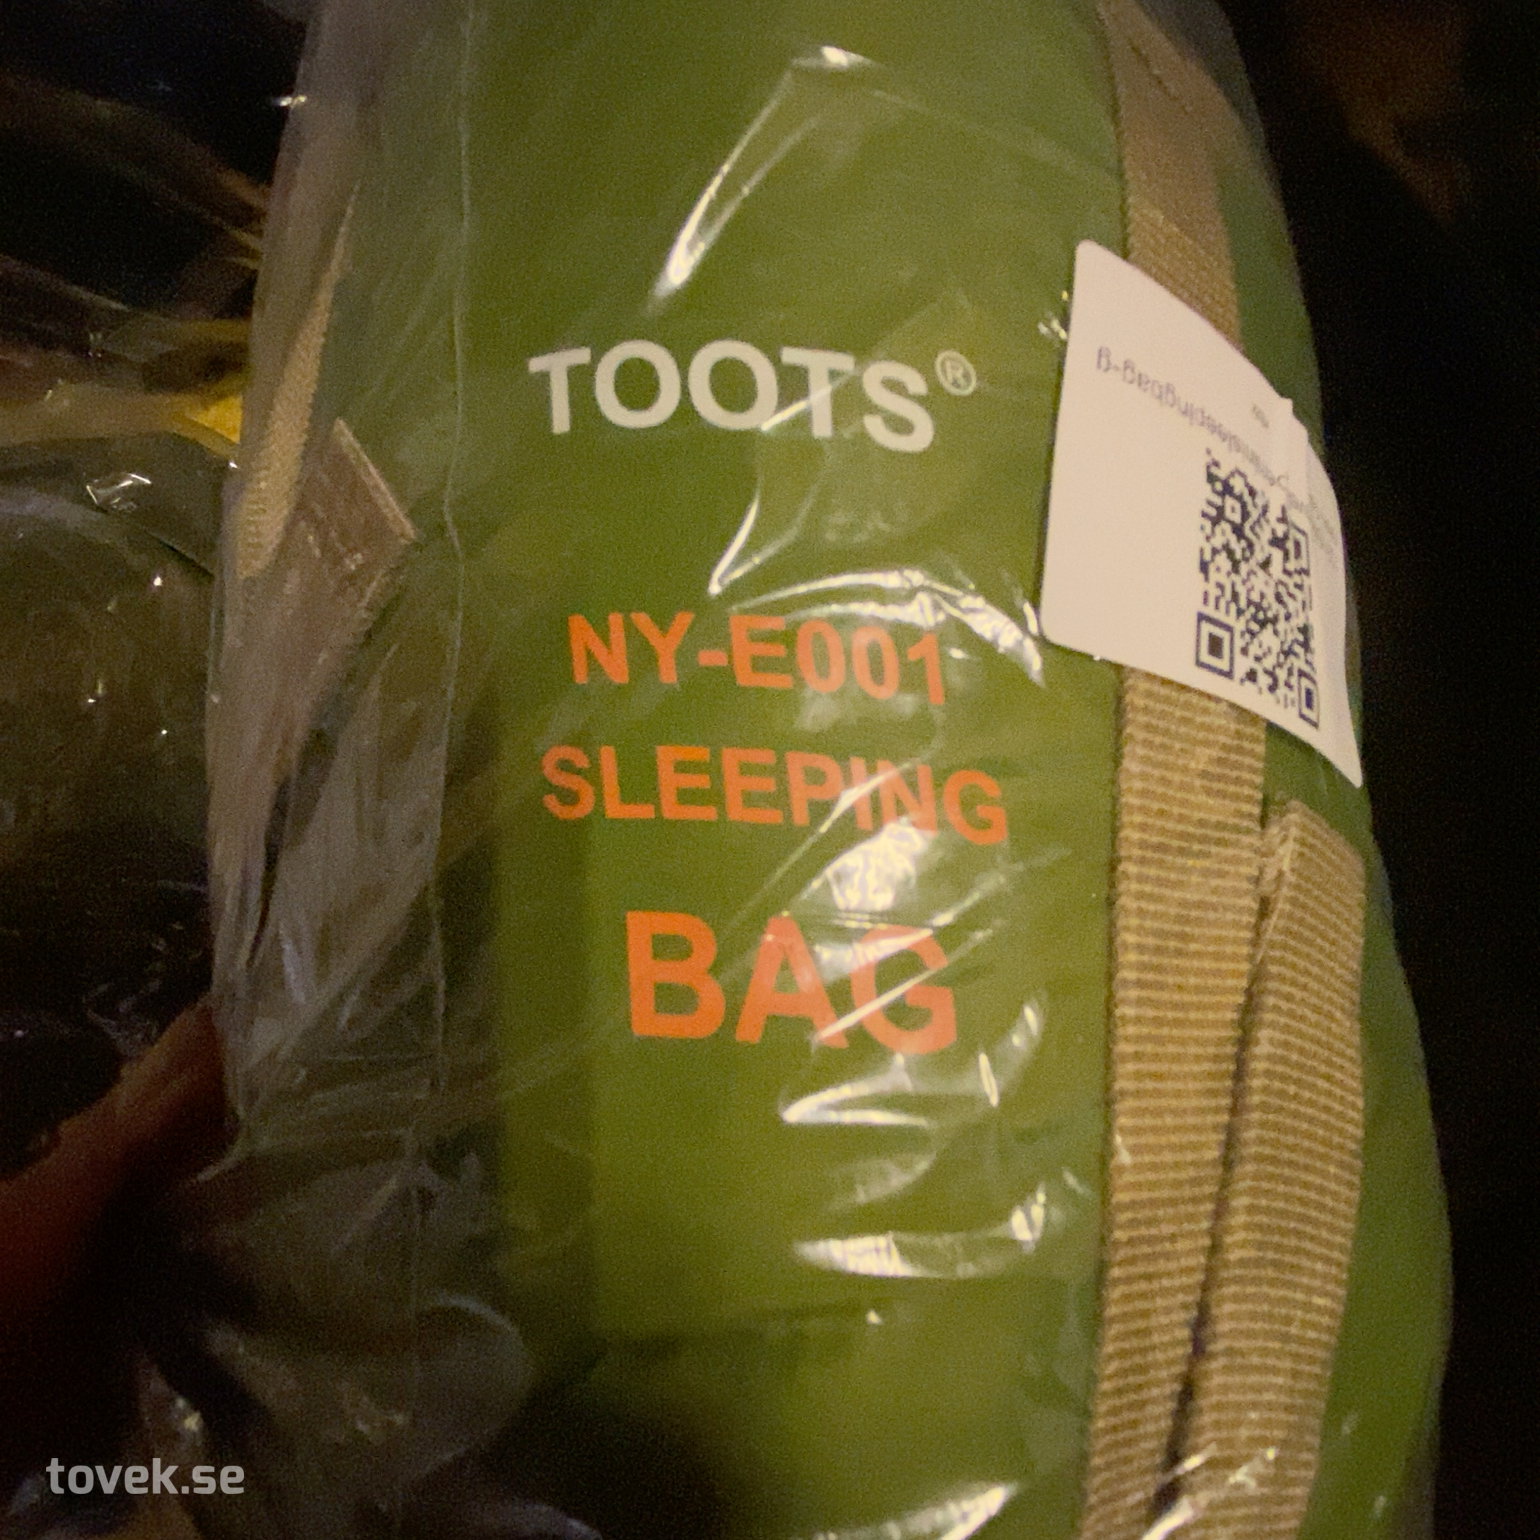 TOOTS®
NY-E001
SLEEPING
BAG
tovek.se